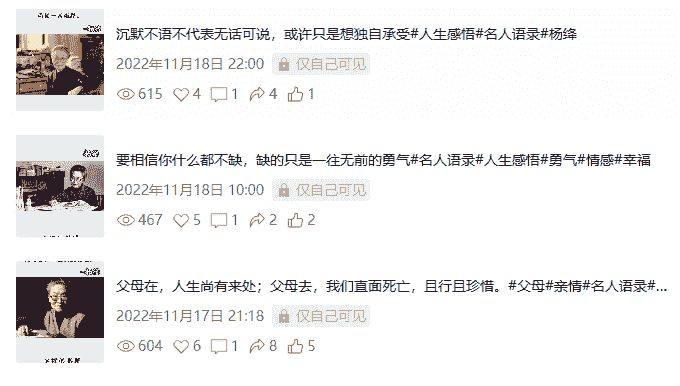 沉默不语不代表无话可说，或许只是想独自承受#人生感悟#名人语录#杨绛
2022年11月18日 22:00 仅自己可见
615 4 1 4 1
要相信你什么都不缺，缺的只是一往无前的勇气#名人语录#人生感悟#勇气#情感#幸福
2022年11月18日 10:00 仅自己可见
467 5 1 2 2
父母在，人生尚有来处；父母去，我们直面死亡，且行且珍惜。#父母#亲情#名人语录#...
2022年11月17日 21:18 仅自己可见
604 6 1 8 5